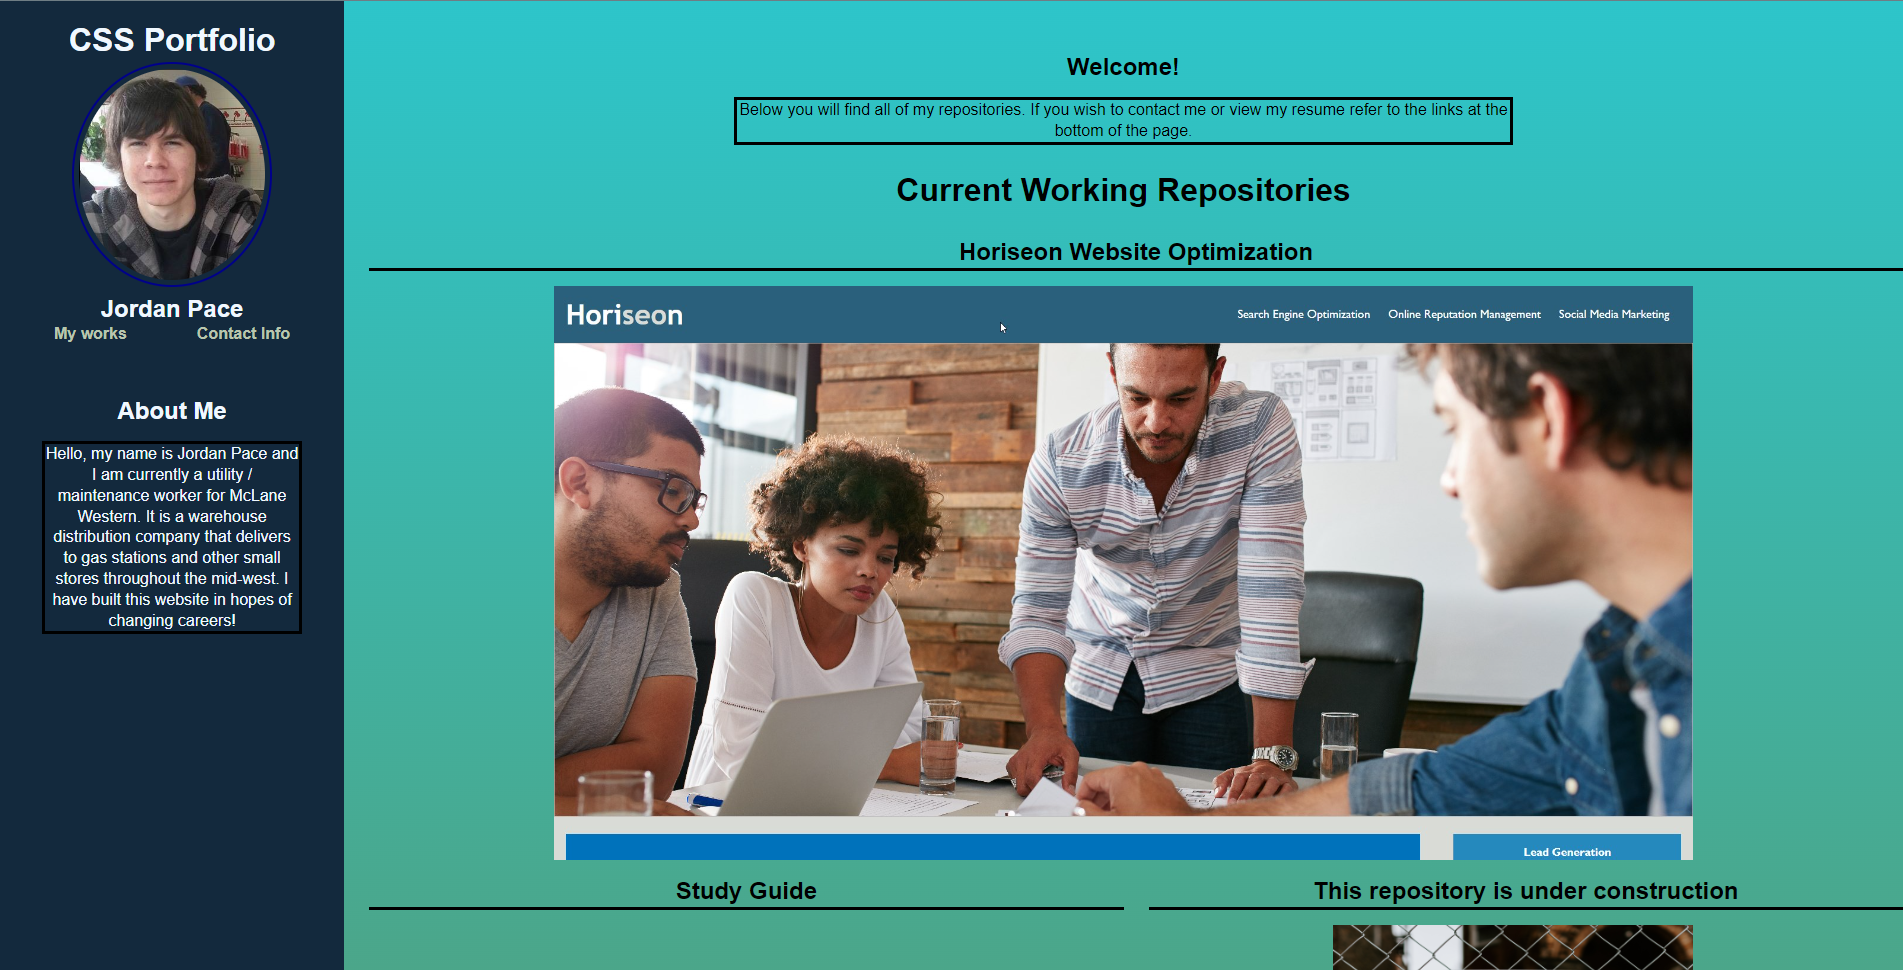 CSS Portfolio
Jordan Pace
My works
Contact Info
About Me
Hello, my name is Jordan Pace and
I am currently a utility /
maintenance worker for McLane
Western. It is a warehouse
distribution company that delivers
to gas stations and other small
stores throughout the mid-west. I
have built this website in hopes of
changing careers!
Welcome!
Below you will find all of my repositories. If you wish to contact me or view my resume refer to the links at the
bottom of the page.
Current Working Repositories
Horiseon Website Optimization
Horiseon
Search Engine Optimization
Online Reputation Management
Social Media Marketing
Lead Generation
Study Guide
This repository is under construction